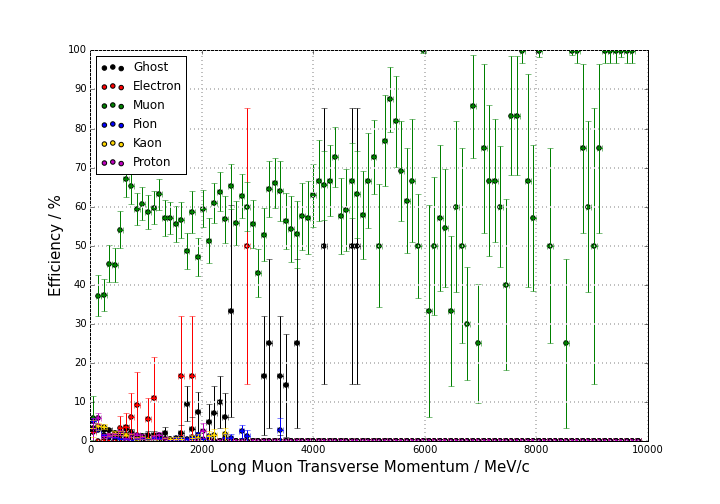 100
90
80
70
60
50
40
30
20
10
0
Efficiency / %
Ghost
Electron
Muon
Pion
Kaon
Proton
0 2000 4000 6000 8000 10000
Long Muon Transverse Momentum / MeV/c